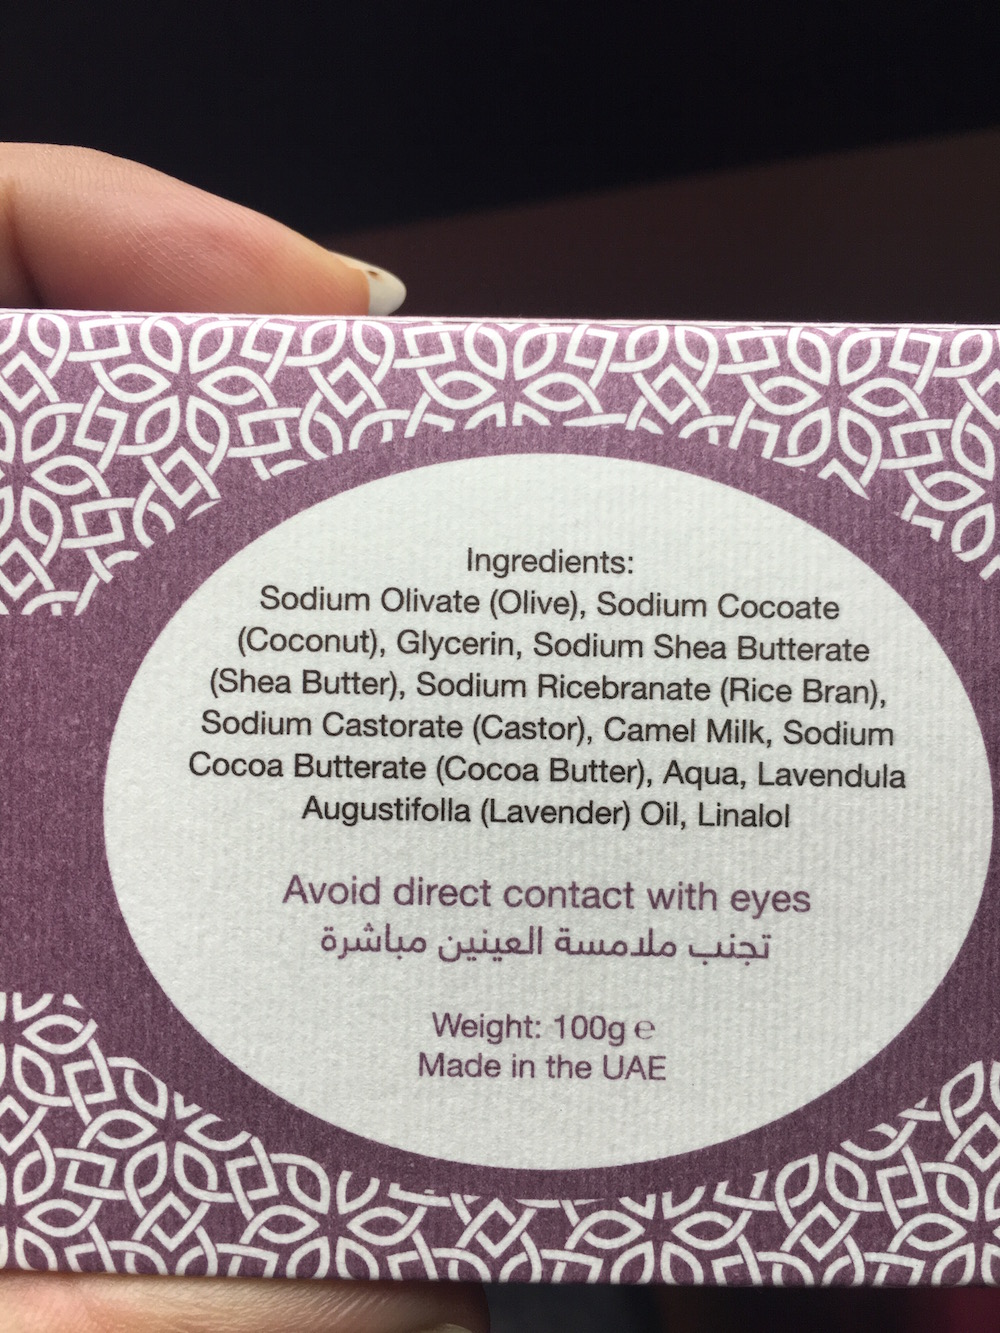 Ingredients:
Sodium Olivate (Olive), Sodium Cocoate
(Coconut), Glycerin, Sodium Shea Butterate
(Shea Butter), Sodium Ricebranate (Rice Bran),
Sodium Castorate (Castor), Camel Milk, Sodium
Cocoa Butterate (Cocoa Butter), Aqua, Lavendula
Augustifolla (Lavender) Oil, Linalol
Avoid direct contact with eyes
تجنب ملامسة العينين مباشرة
Weight: 100g ℮
Made in the UAE